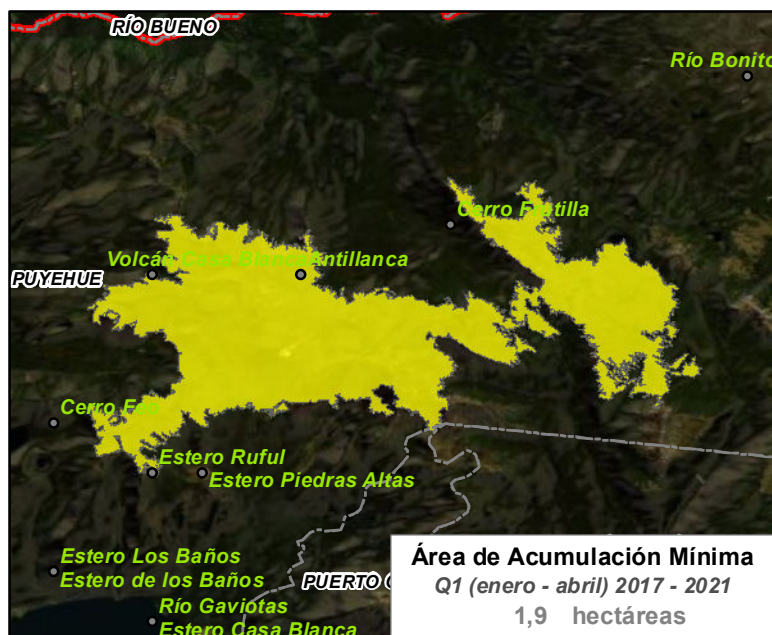 RÍO BUENO
Río Bonito
Cerro Frutilla
Volcán Casa Blanca
Antillanca
PUYEHUE
Cerro Feo
Estero Ruful
Estero Piedras Altas
Estero Los Baños
Estero de los Baños
PUERTO
Río Gaviotas
Estero Casa Blanca
Área de Acumulación Mínima
Q1 (enero - abril) 2017 - 2021
1,9 hectáreas